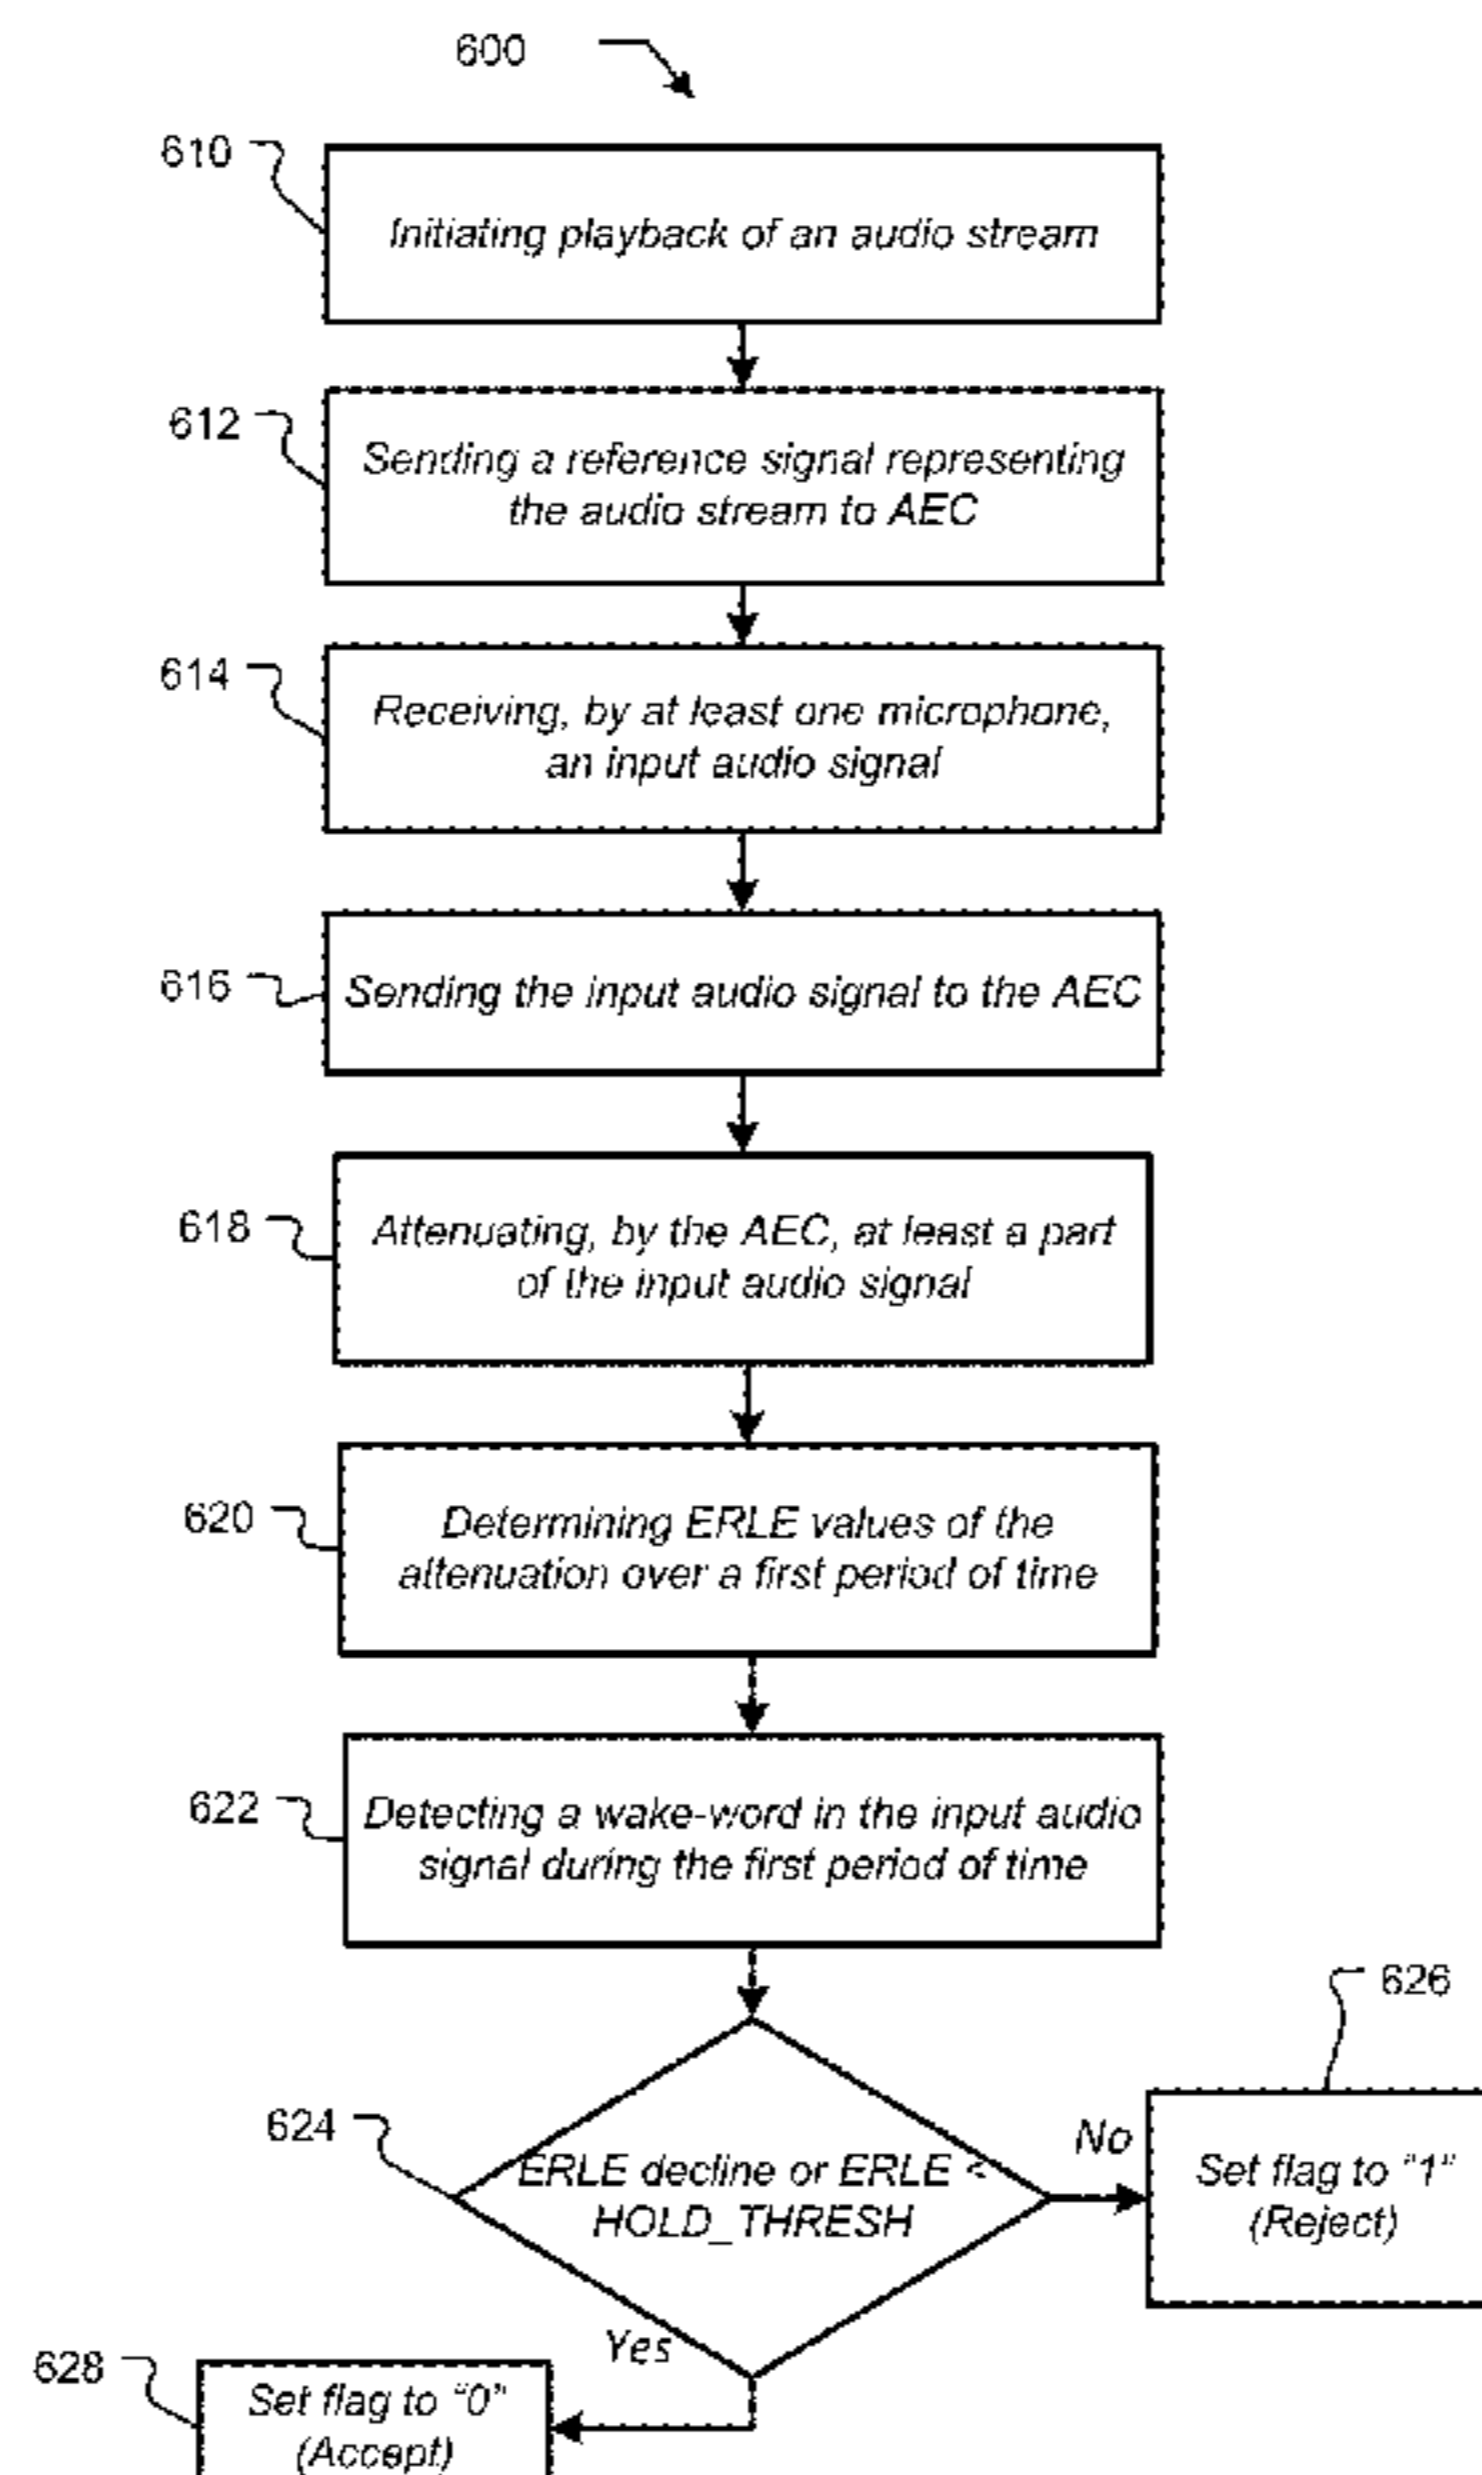 600
610
Initiating playback of an audio stream
612
Sending a reference signal representing
the audio stream to AEC
614
Receiving, by at least one microphone,
an input audio signal
616
Sending the input audio signal to the AEC
618
Attenuating, by the AEC, at least a part
of the input audio signal
620
Determining ERLE values of the
attenuation over a first period of time
622
Detecting a wake-word in the input audio
signal during the first period of time
626
624
ERLE decline or ERLE <
HOLD_THRESH
No
Set flag to "1"
(Reject)
Yes
628
Set flag to "0"
(Accept)